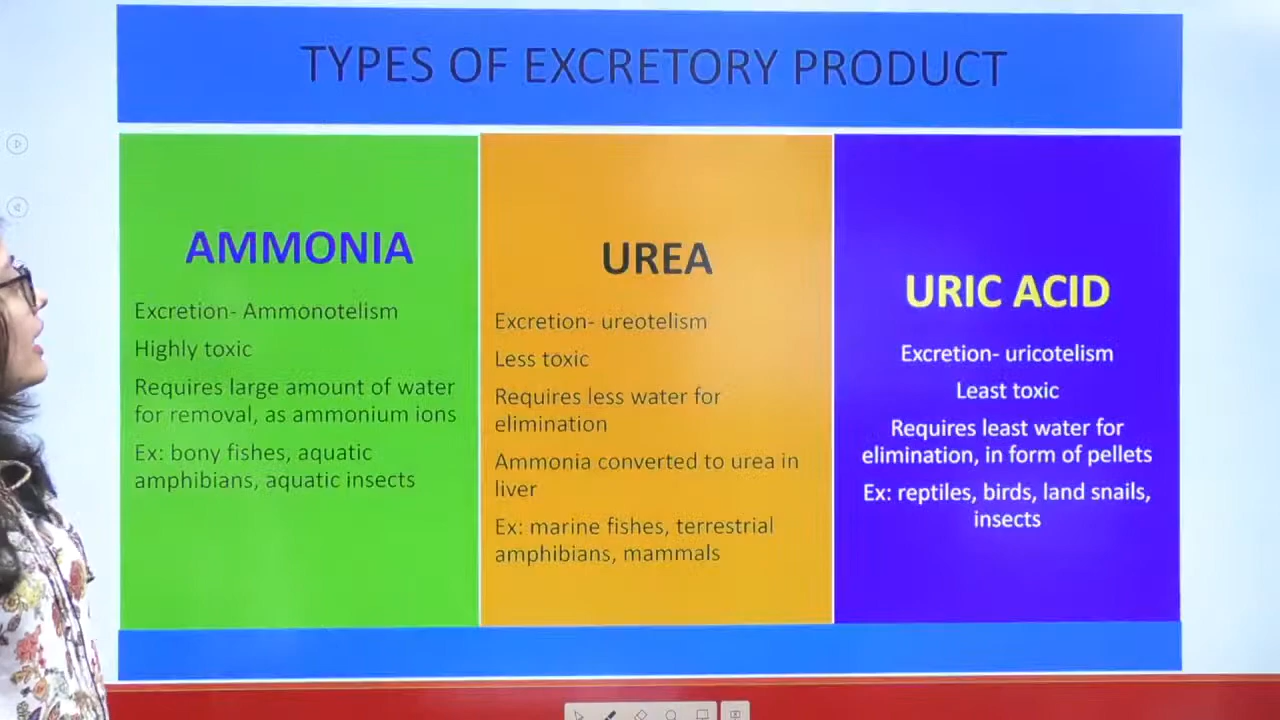 TYPES OF EXCRETORY PRODUCT
AMMONIA
Excretion- Ammonotelism
Highly toxic
Requires large amount of water
for removal, as ammonium ions
Ex: bony fishes, aquatic
amphibians, aquatic insects
UREA
Excretion- ureotelism
Less toxic
Requires less water for
elimination
Ammonia converted to urea in
liver
Ex: marine fishes, terrestrial
amphibians, mammals
URIC ACID
Excretion- uricotelism
Least toxic
Requires least water for
elimination, in form of pellets
Ex: reptiles, birds, land snails,
insects